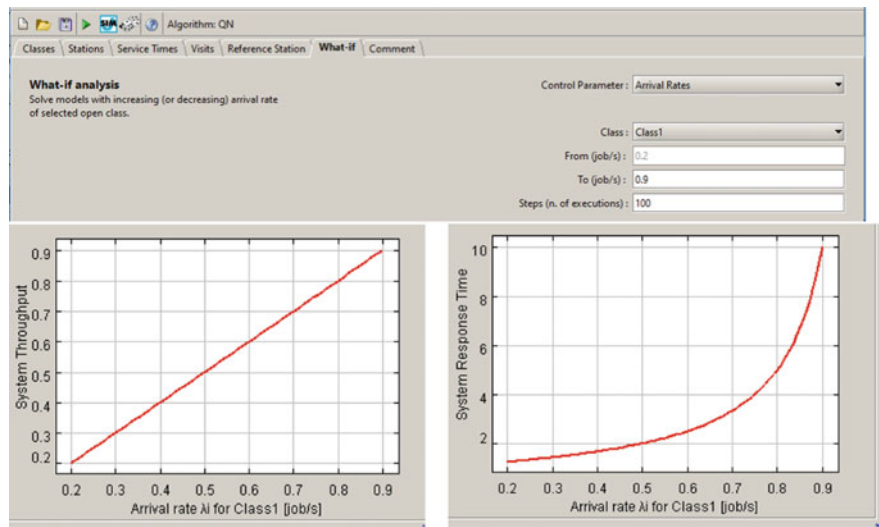 Algorithm: QN
Classes Stations Service Times Visits Reference Station What-if Comment
What-if analysis
Solve models with increasing (or decreasing) arrival rate
of selected open class.
Control Parameter : Arrival Rates
Class : Class1
From (job/s) : 0.2
To (job/s) : 0.9
Steps (n. of executions) : 100
System Throughput
0.9
0.8
0.7
0.6
0.5
0.4
0.3
0.2
0.2 0.3 0.4 0.5 0.6 0.7 0.8 0.9
Arrival rate λi for Class1 [job/s]
System Response Time
10
8
6
4
2
0.2 0.3 0.4 0.5 0.6 0.7 0.8 0.9
Arrival rate λi for Class1 [job/s]